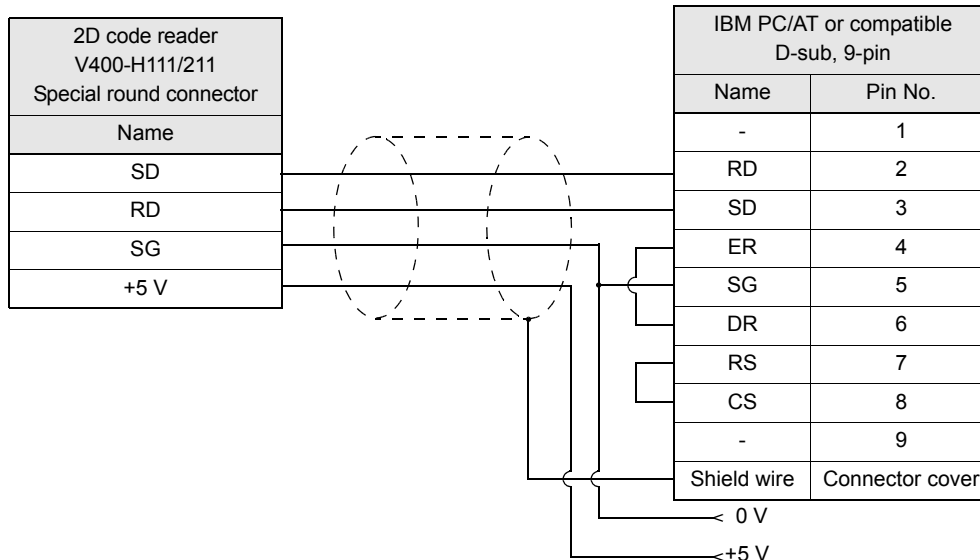 2D code reader
V400-H111/211
Special round connector
Name
SD
RD
SG
+5 V
IBM PC/AT or compatible
D-sub, 9-pin
Name Pin No.
- 1
RD 2
SD 3
ER 4
SG 5
DR 6
RS 7
CS 8
- 9
Shield wire Connector cover
0 V
+5 V